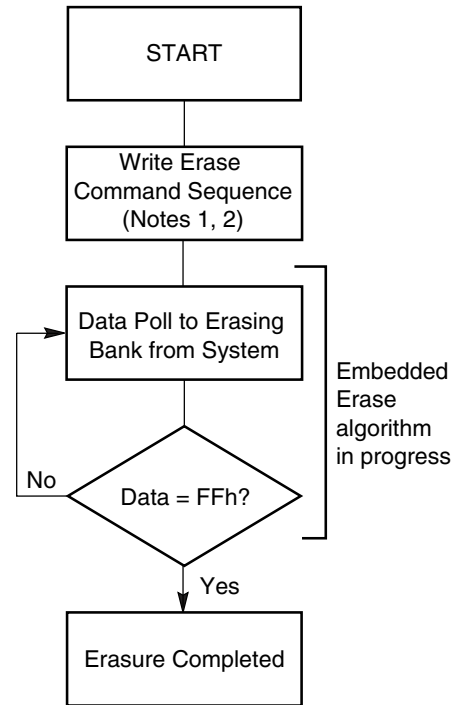 START
Write Erase
Command Sequence
(Notes 1, 2)
Data Poll to Erasing
Bank from System
Embedded
Erase
algorithm
in progress
No
Data = FFh?
Yes
Erasure Completed